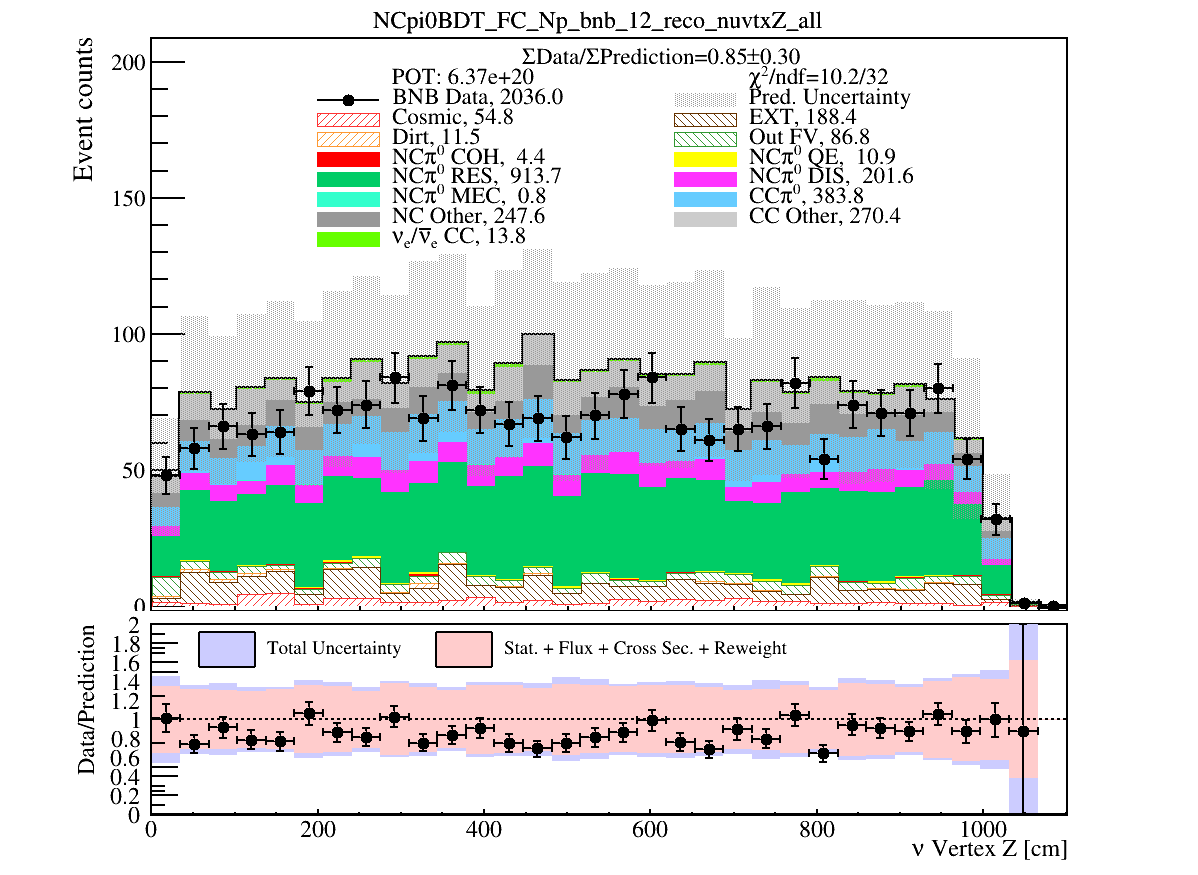 NCpi0BDT_FC_Np_bnb_12_reco_nuvtxZ_all
ΣData/ΣPrediction=0.85±0.30
POT: 6.37e+20
χ²/ndf=10.2/32
BNB Data, 2036.0
Pred. Uncertainty
Cosmic, 54.8
EXT, 188.4
Dirt, 11.5
Out FV, 86.8
NCπ⁰ COH, 4.4
NCπ⁰ QE, 10.9
NCπ⁰ RES, 913.7
NCπ⁰ DIS, 201.6
NCπ⁰ MEC, 0.8
CCπ⁰, 383.8
NC Other, 247.6
CC Other, 270.4
νₑ/ν̅ₑ CC, 13.8
Event counts
200
150
100
50
0
Total Uncertainty
Stat. + Flux + Cross Sec. + Reweight
Data/Prediction
2
1.8
1.6
1.4
1.2
1
0.8
0.6
0.4
0.2
0
0 200 400 600 800 1000
ν Vertex Z [cm]